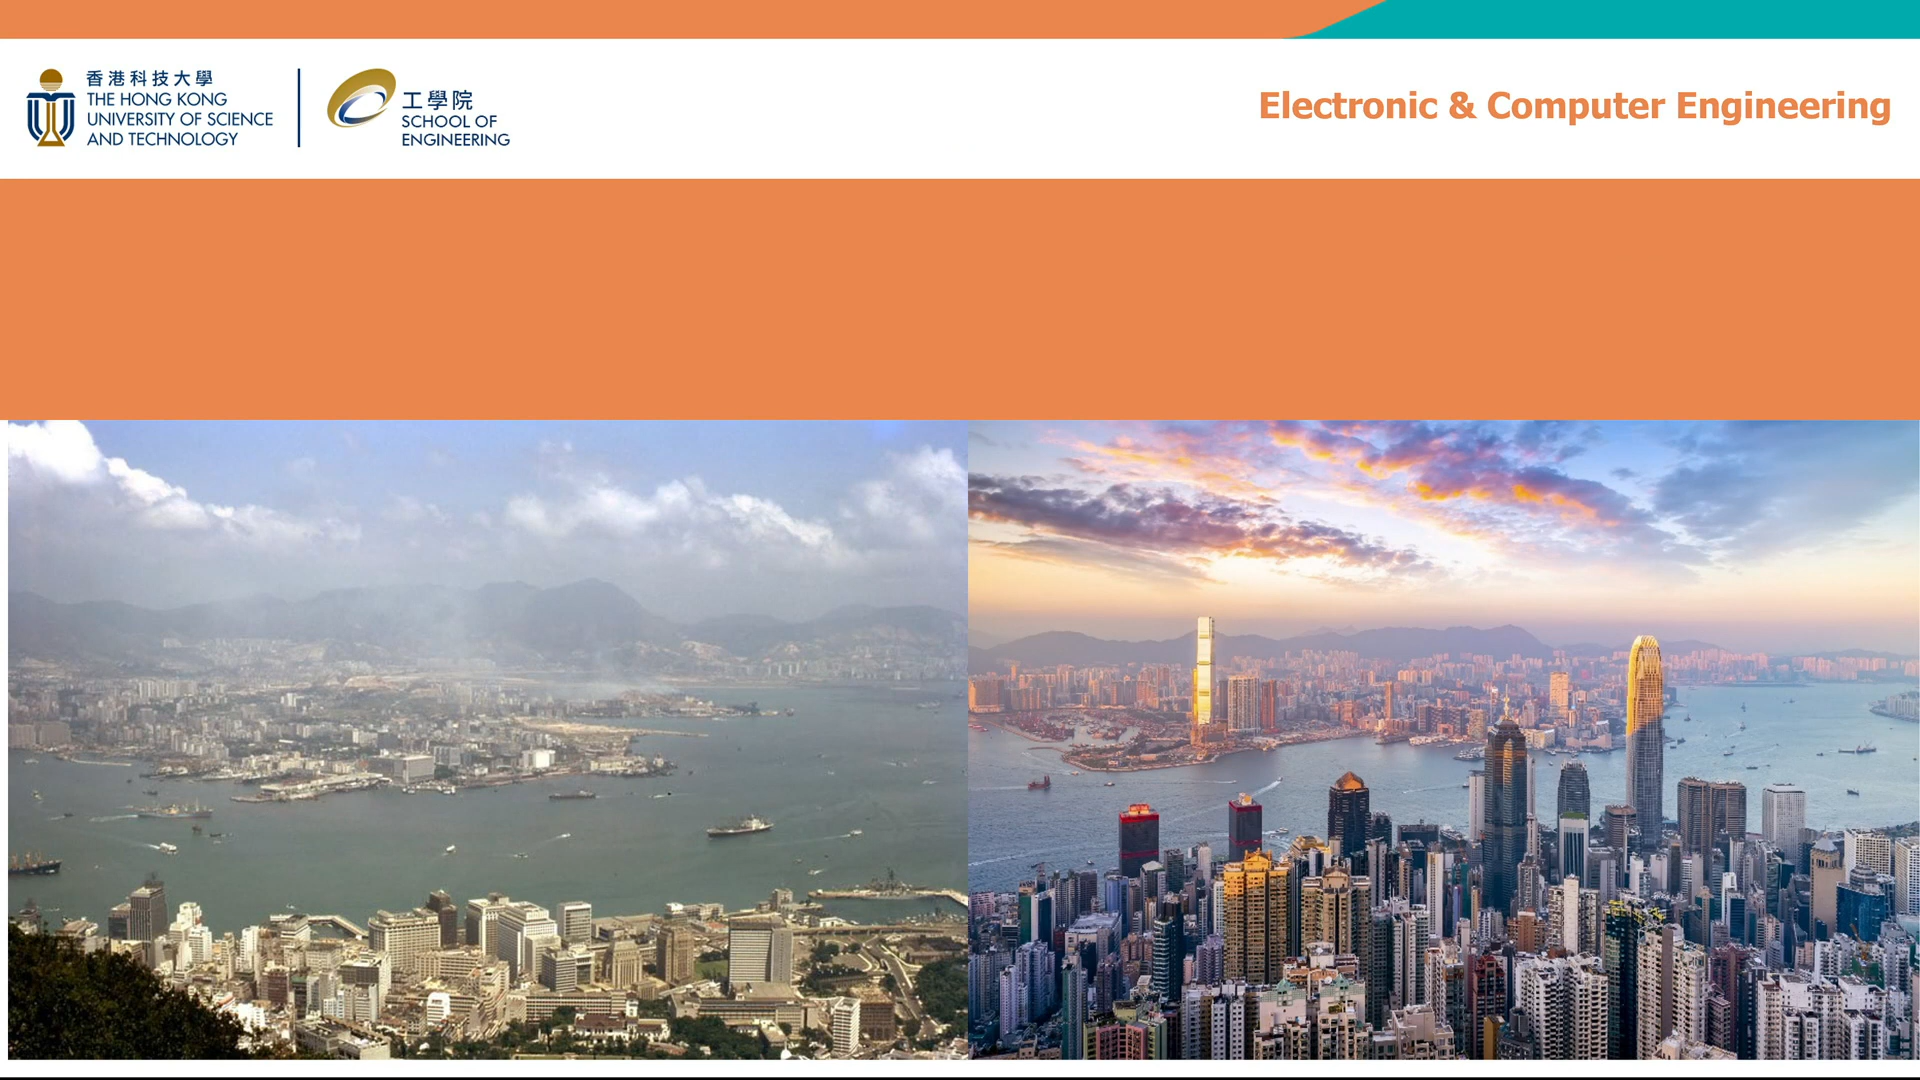 香港科技大學
THE HONG KONG
UNIVERSITY OF SCIENCE
AND TECHNOLOGY
工學院
SCHOOL OF
ENGINEERING
Electronic & Computer Engineering